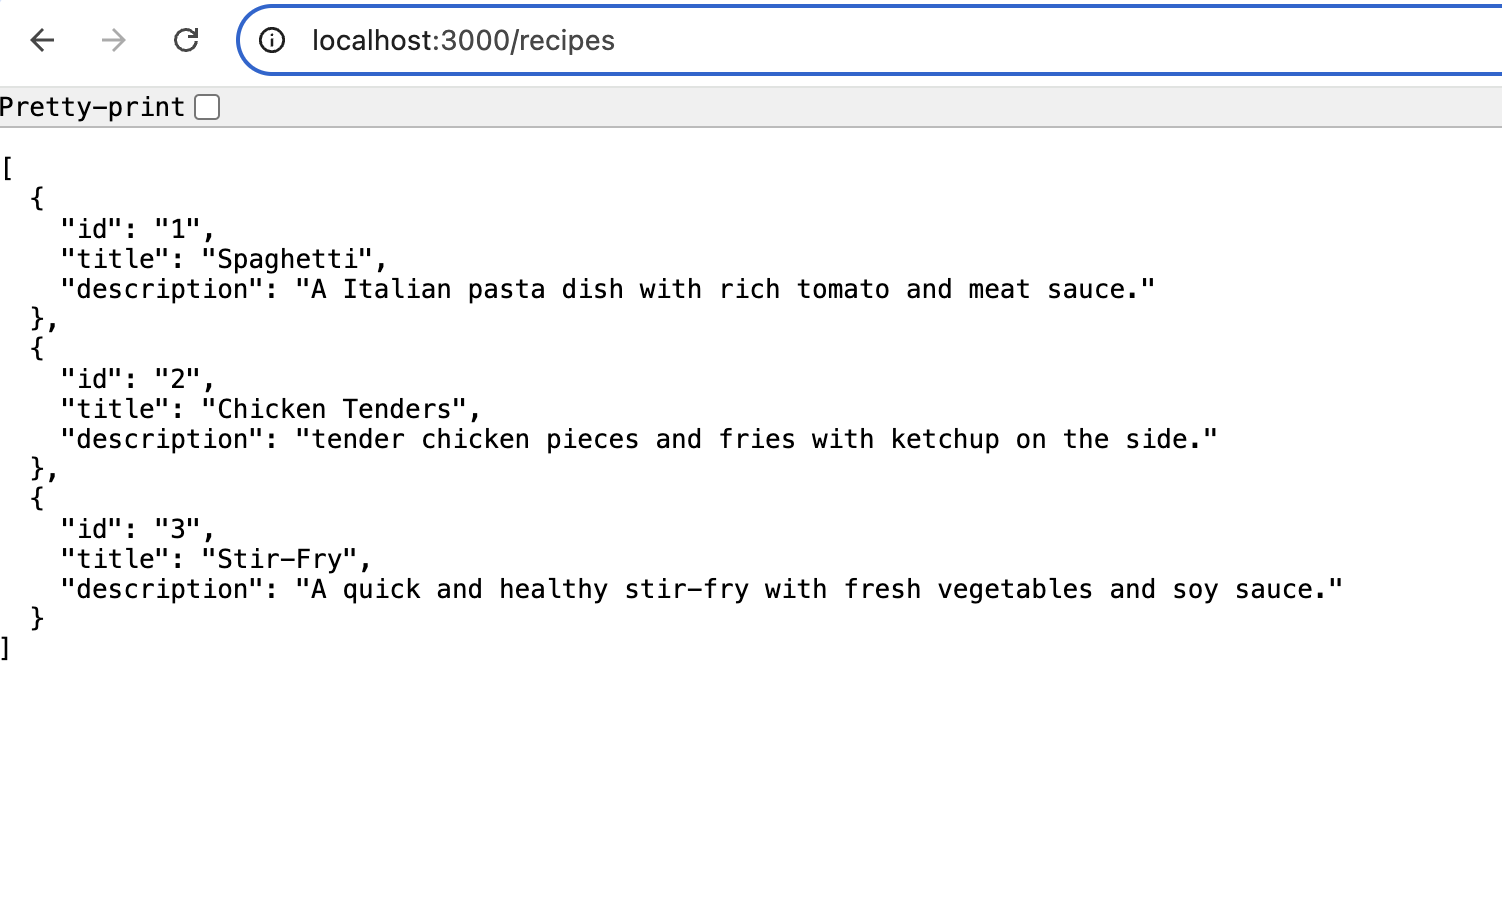 localhost:3000/recipes
Pretty-print
[
  {
    "id": "1",
    "title": "Spaghetti",
    "description": "A Italian pasta dish with rich tomato and meat sauce."
  },
  {
    "id": "2",
    "title": "Chicken Tenders",
    "description": "tender chicken pieces and fries with ketchup on the side."
  },
  {
    "id": "3",
    "title": "Stir-Fry",
    "description": "A quick and healthy stir-fry with fresh vegetables and soy sauce."
  }
]